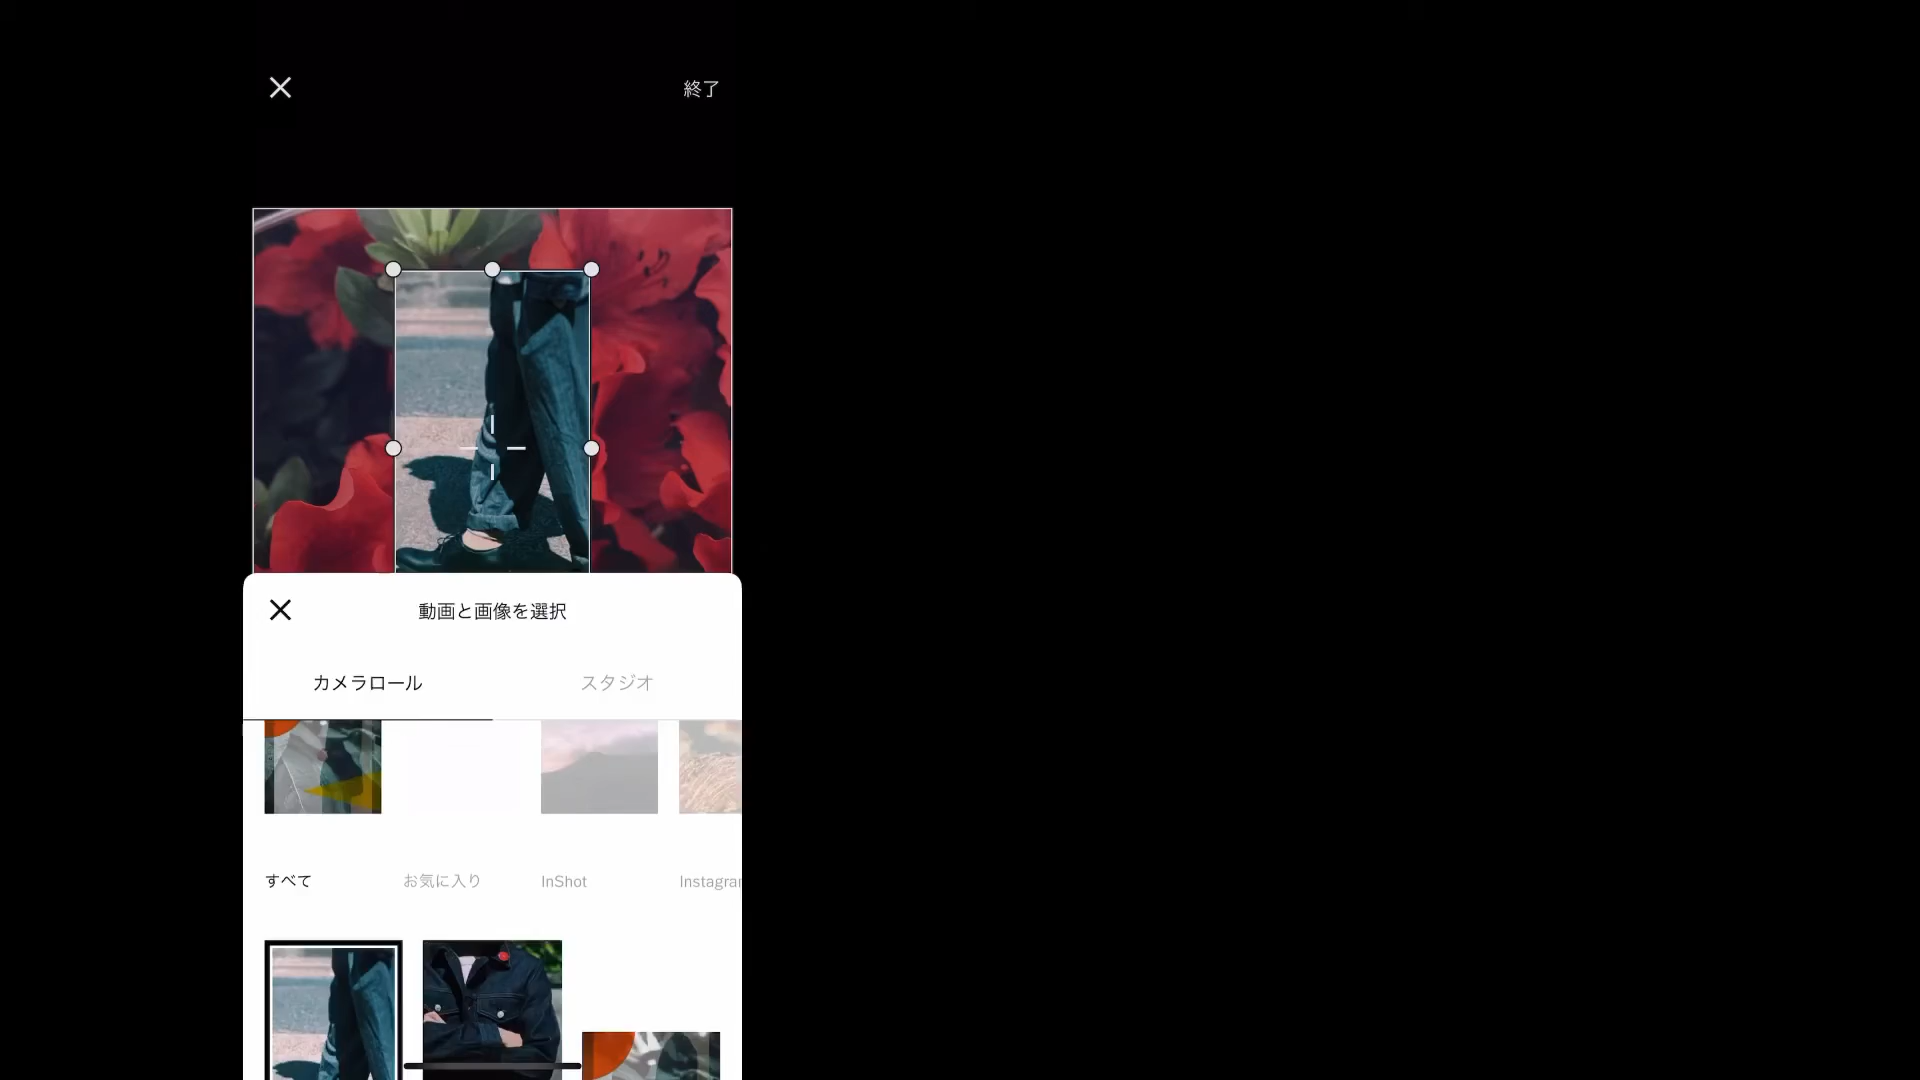 終了
動画と画像を選択
カメラロール
スタジオ
すべて
お気に入り
InShot
Instagra